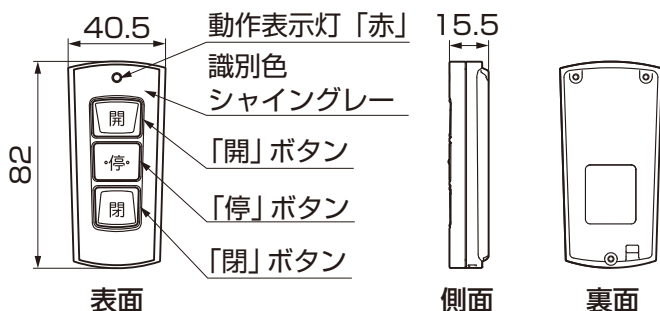 40.5
動作表示灯「赤」
15.5
識別色
シャイングレー
82
開
「開」ボタン
停
「停」ボタン
閉
「閉」ボタン
表面
側面
裏面